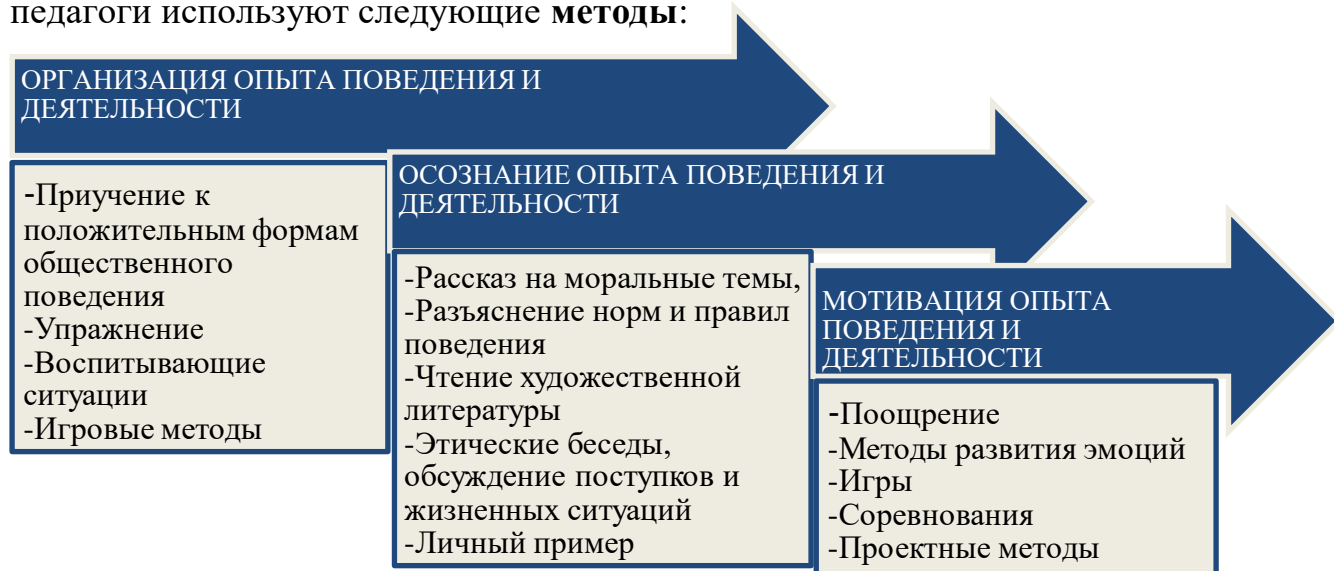 педагоги используют следующие методы:
ОРГАНИЗАЦИЯ ОПЫТА ПОВЕДЕНИЯ И
ДЕЯТЕЛЬНОСТИ
-Приучение к
положительным формам
общественного
поведения
-Упражнение
-Воспитывающие
ситуации
-Игровые методы
ОСОЗНАНИЕ ОПЫТА ПОВЕДЕНИЯ И
ДЕЯТЕЛЬНОСТИ
-Рассказ на моральные темы,
-Разъяснение норм и правил
поведения
-Чтение художественной
литературы
-Этические беседы,
обсуждение поступков и
жизненных ситуаций
-Личный пример
МОТИВАЦИЯ ОПЫТА
ПОВЕДЕНИЯ И
ДЕЯТЕЛЬНОСТИ
-Поощрение
-Методы развития эмоций
-Игры
-Соревнования
-Проектные методы